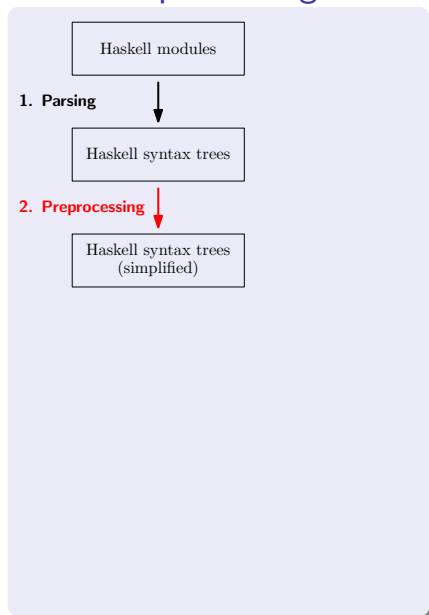 Haskell modules
1. Parsing
Haskell syntax trees
2. Preprocessing
Haskell syntax trees
(simplified)